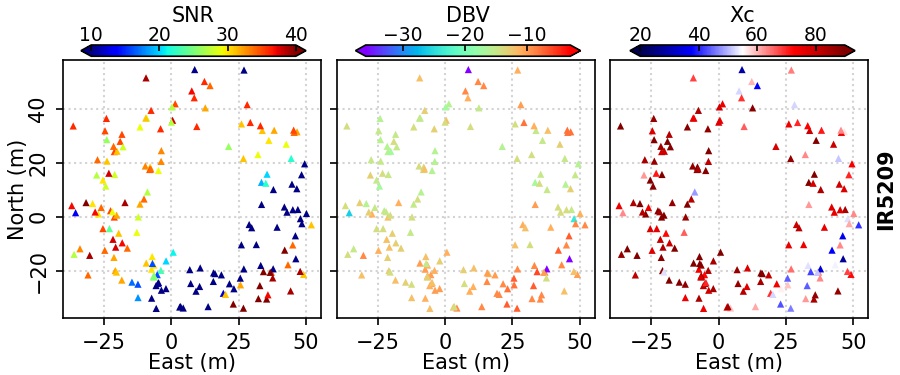 SNR DBV Xc
10 20 30 40 −30 −20 −10 20 40 60 80
40
20
0
−20
North (m)
−25 0 25 50 −25 0 25 50 −25 0 25 50
East (m) East (m) East (m)
IR5209